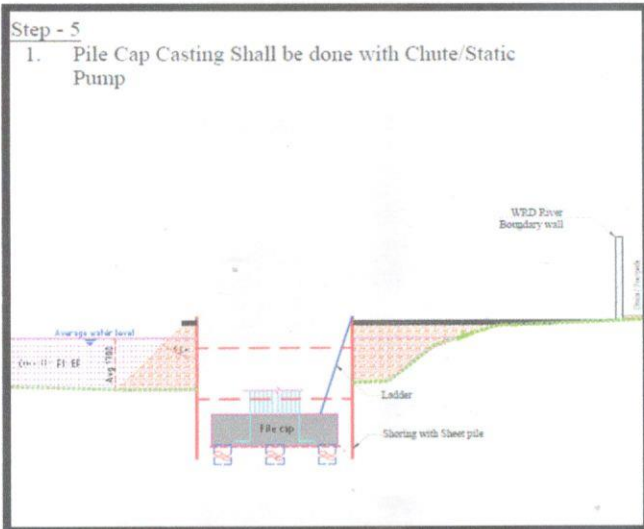 Step - 5
1. Pile Cap Casting Shall be done with Chute/Static
Pump
WRD River
Boundary wall
Average water level
Ladder
Pile cap
Shoring with Sheet pile